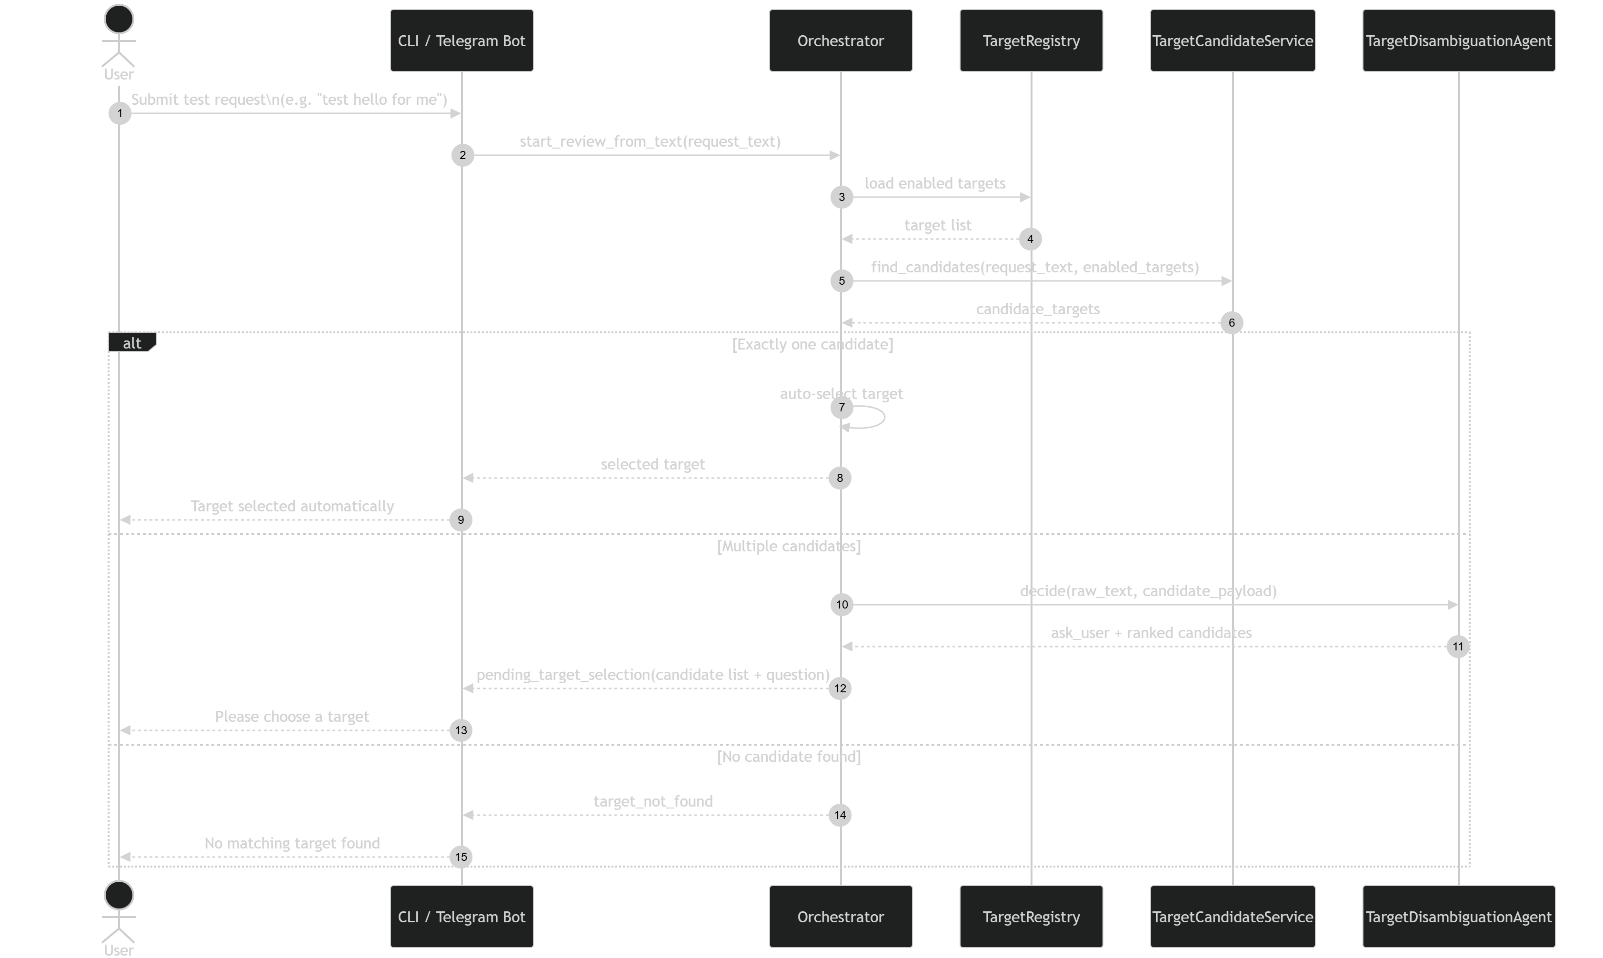 CLI / Telegram Bot
Orchestrator
TargetRegistry
TargetCandidateService
TargetDisambiguationAgent
User
Submit test request\n(e.g. "test hello for me")
1
start_review_from_text(request_text)
2
load enabled targets
3
target list
4
find_candidates(request_text, enabled_targets)
5
candidate_targets
6
alt
[Exactly one candidate]
auto-select target
7
selected target
8
Target selected automatically
9
[Multiple candidates]
decide(raw_text, candidate_payload)
10
ask_user + ranked candidates
11
pending_target_selection(candidate list + question)
12
Please choose a target
13
[No candidate found]
target_not_found
14
No matching target found
15
CLI / Telegram Bot
Orchestrator
TargetRegistry
TargetCandidateService
TargetDisambiguationAgent
User